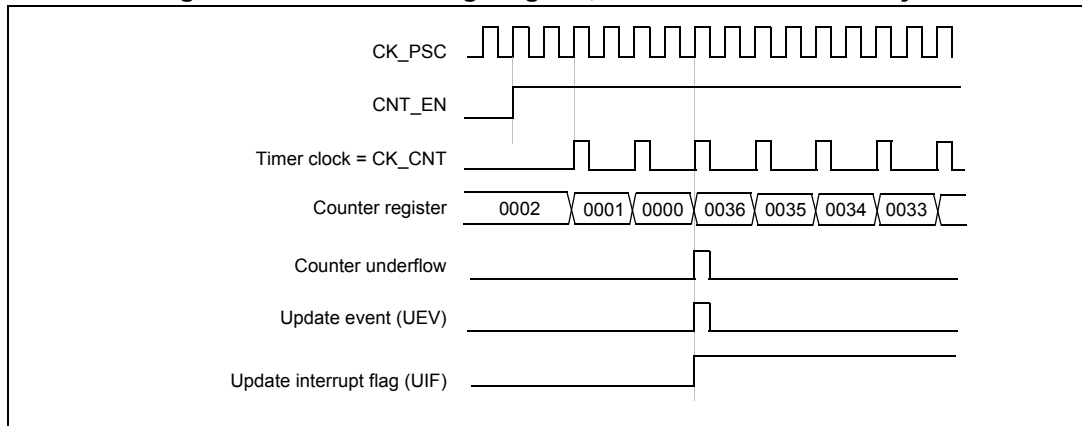 CK_PSC
CNT_EN
Timer clock = CK_CNT
Counter register 0002 0001 0000 0036 0035 0034 0033
Counter underflow
Update event (UEV)
Update interrupt flag (UIF)